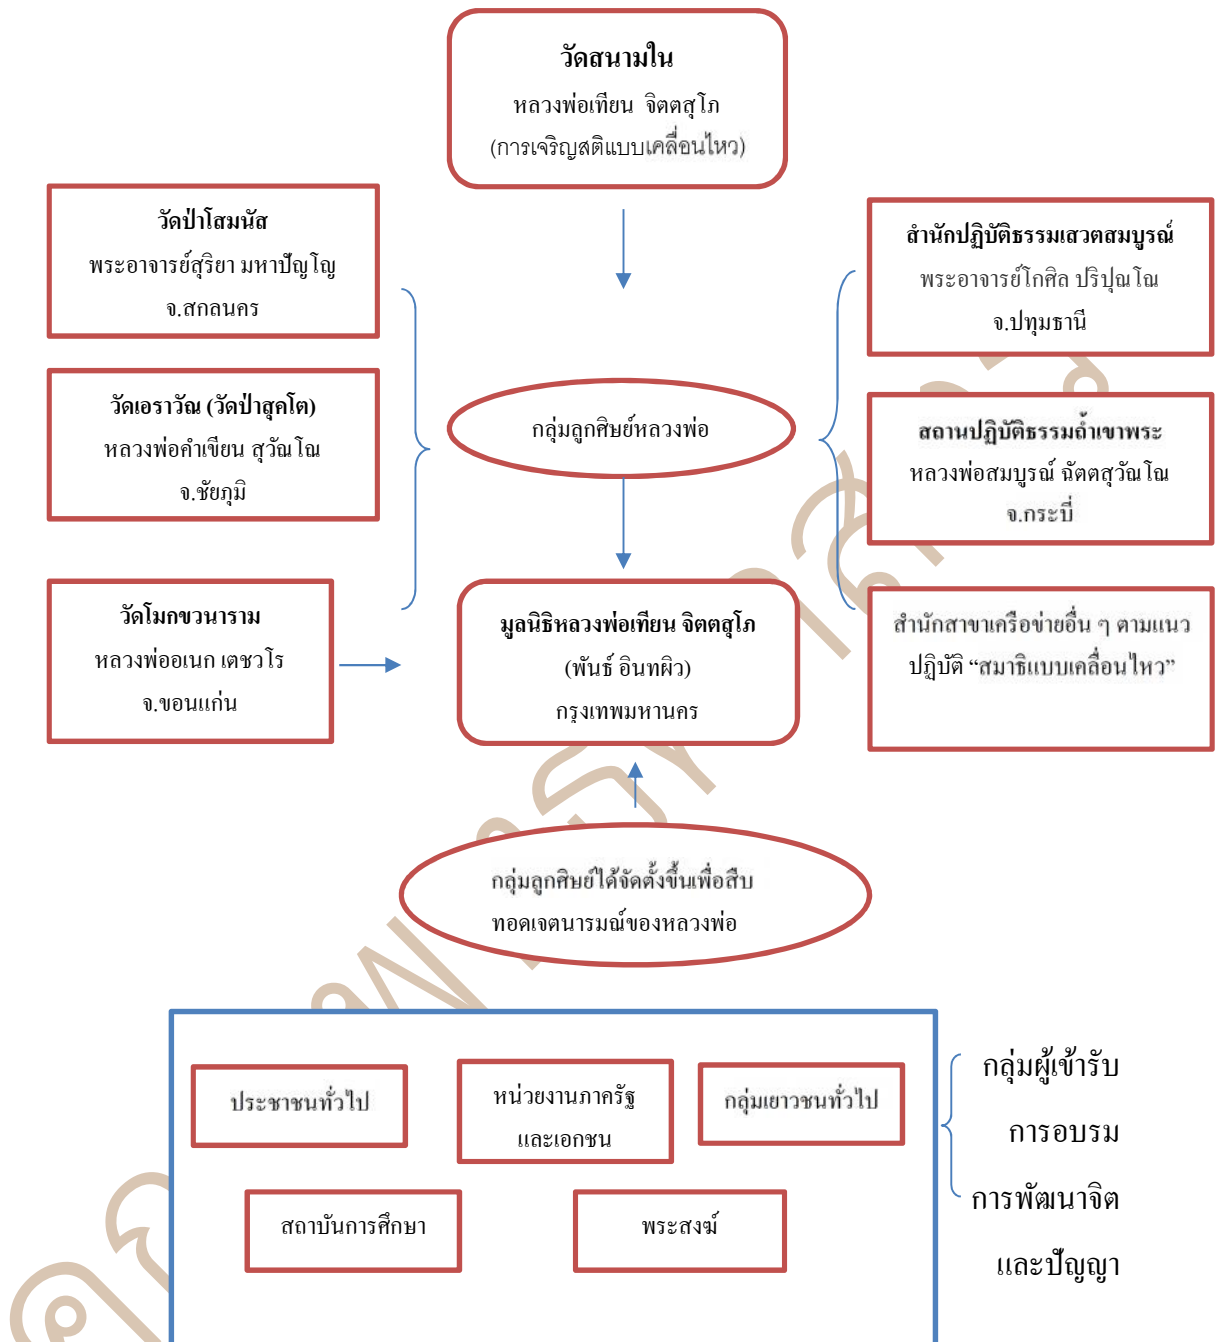 วัดสนามใน
หลวงพ่อเทียน จิตตสุโภ
(การเจริญสติแบบเคลื่อนไหว)
วัดป่าโสมนัส
พระอาจารย์สุริยา มหาปัญโญ
จ.สกลนคร
วัดเอราวัณ (วัดป่าสุคโต)
หลวงพ่อคำเขียน สุวัณโณ
จ.ชัยภูมิ
วัดโมกขวนาราม
หลวงพ่ออเนก เตชวโร
จ.ขอนแก่น
กลุ่มลูกศิษย์หลวงพ่อ
มูลนิธิหลวงพ่อเทียน จิตตสุโภ
(พันธ์ อินทผิว)
กรุงเทพมหานคร
สำนักปฏิบัติธรรมเสวตสมบูรณ์
พระอาจารย์โกศิล ปริปุณโณ
จ.ปทุมธานี
สถานปฏิบัติธรรมถ้ำเขาพระ
หลวงพ่อสมบูรณ์ ฉัตตสุวัณโณ
จ.กระบี่
สำนักสาขาเครือข่ายอื่น ๆ ตามแนว
ปฏิบัติ “สมาธิแบบเคลื่อนไหว”
กลุ่มลูกศิษย์ได้จัดตั้งขึ้นเพื่อสืบ
ทอดเจตนารมณ์ของหลวงพ่อ
ประชาชนทั่วไป
หน่วยงานภาครัฐ
และเอกชน
กลุ่มเยาวชนทั่วไป
สถาบันการศึกษา
พระสงฆ์
กลุ่มผู้เข้ารับ
การอบรม
การพัฒนาจิต
และปัญญา